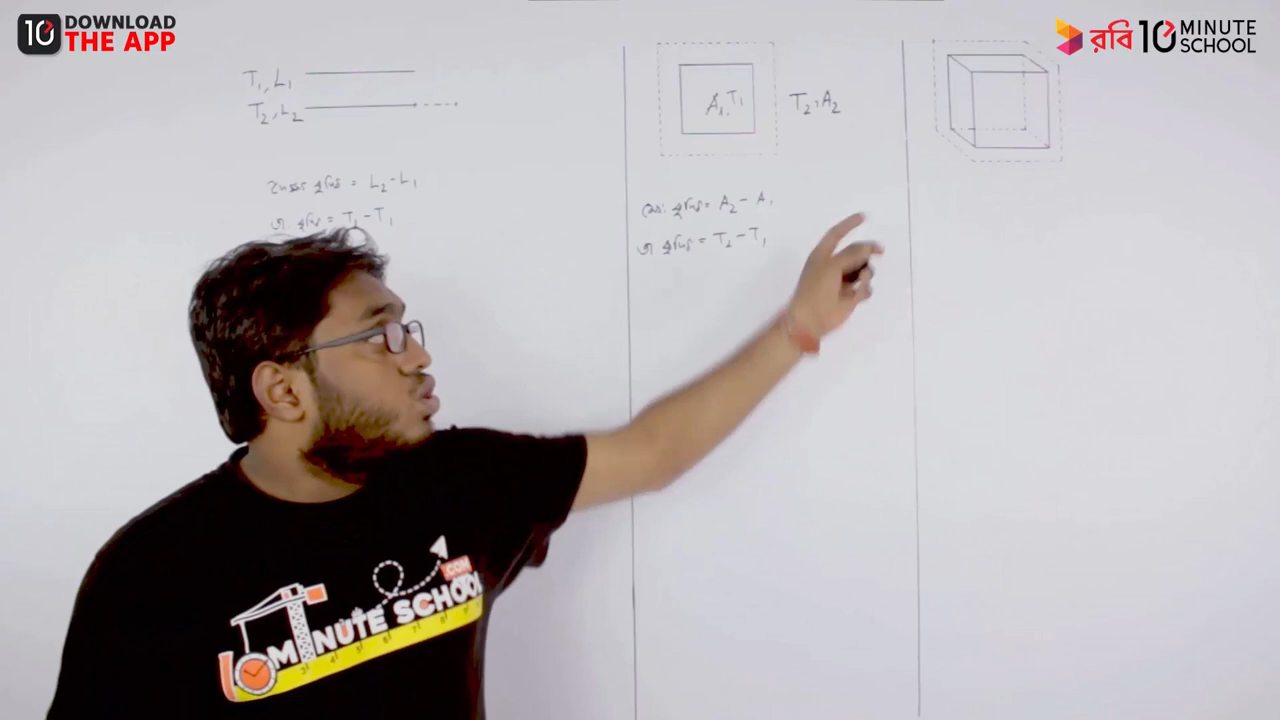 10 DOWNLOAD
THE APP
রবি 10 MINUTE
SCHOOL
T₁, L₁
T₂, L₂
বৃদ্ধি = L₂-L₁
বৃদ্ধি = T₂-T₁
A₁, T₁
T₂, A₂
ক্ষেঃ বৃদ্ধি = A₂ - A₁
তা বৃদ্ধি = T₂ - T₁
10 MINUTE SCHOOL
.COM